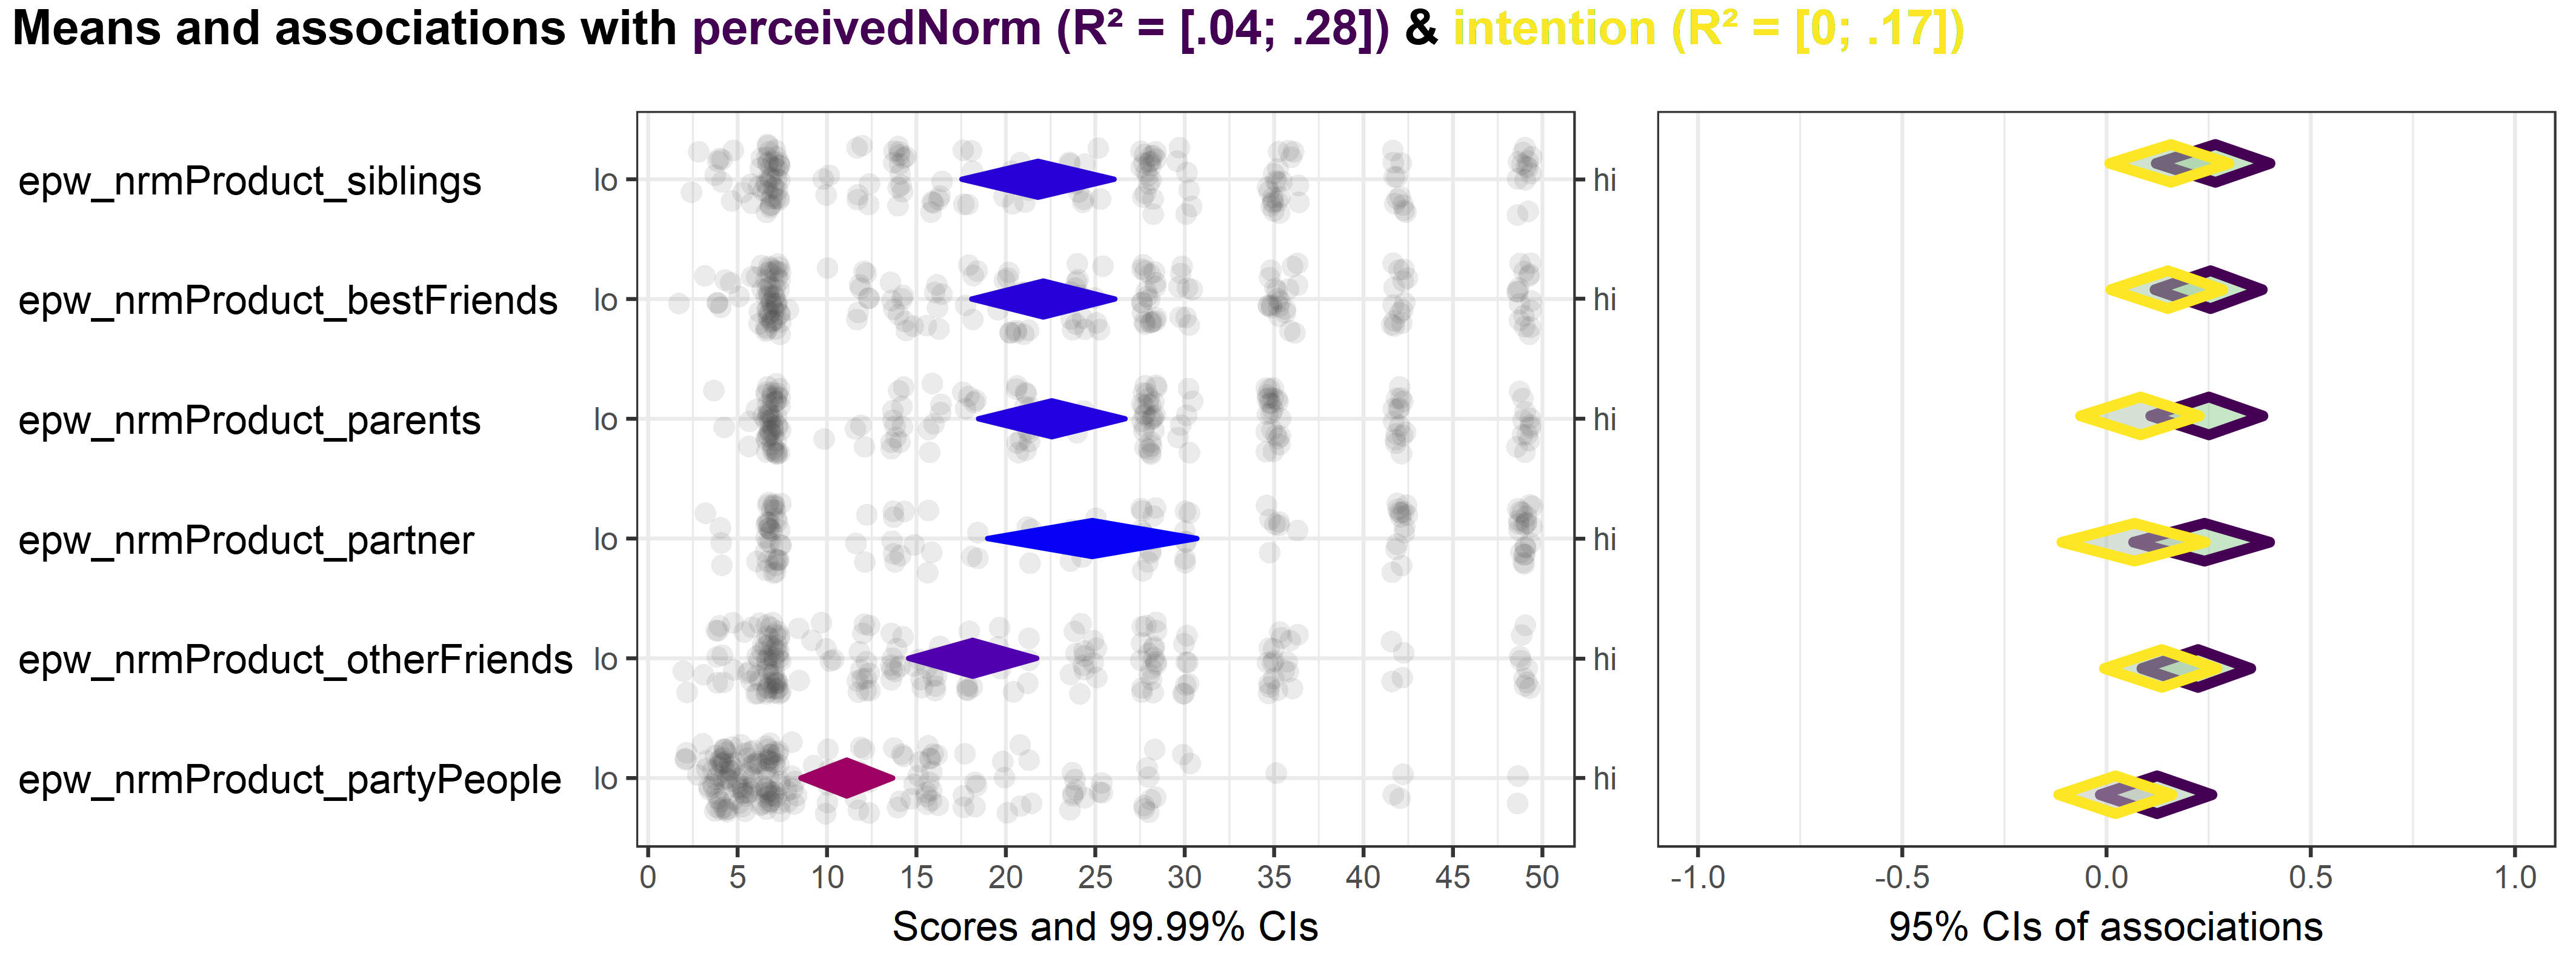 Means and associations with perceivedNorm (R² = [.04; .28]) & intention (R² = [0; .17])
epw_nrmProduct_siblings lo hi
epw_nrmProduct_bestFriends lo hi
epw_nrmProduct_parents lo hi
epw_nrmProduct_partner lo hi
epw_nrmProduct_otherFriends lo hi
epw_nrmProduct_partyPeople lo hi
0 5 10 15 20 25 30 35 40 45 50
Scores and 99.99% CIs
-1.0 -0.5 0.0 0.5 1.0
95% CIs of associations